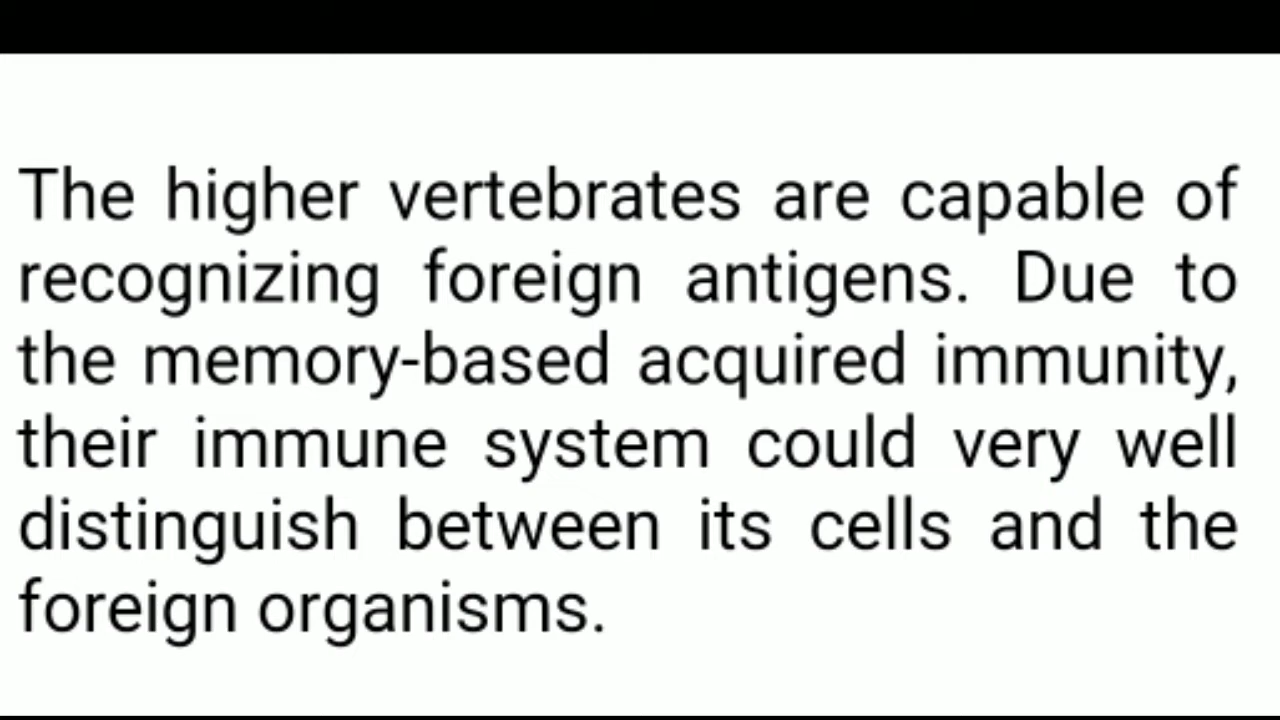 The higher vertebrates are capable of
recognizing foreign antigens. Due to
the memory-based acquired immunity,
their immune system could very well
distinguish between its cells and the
foreign organisms.